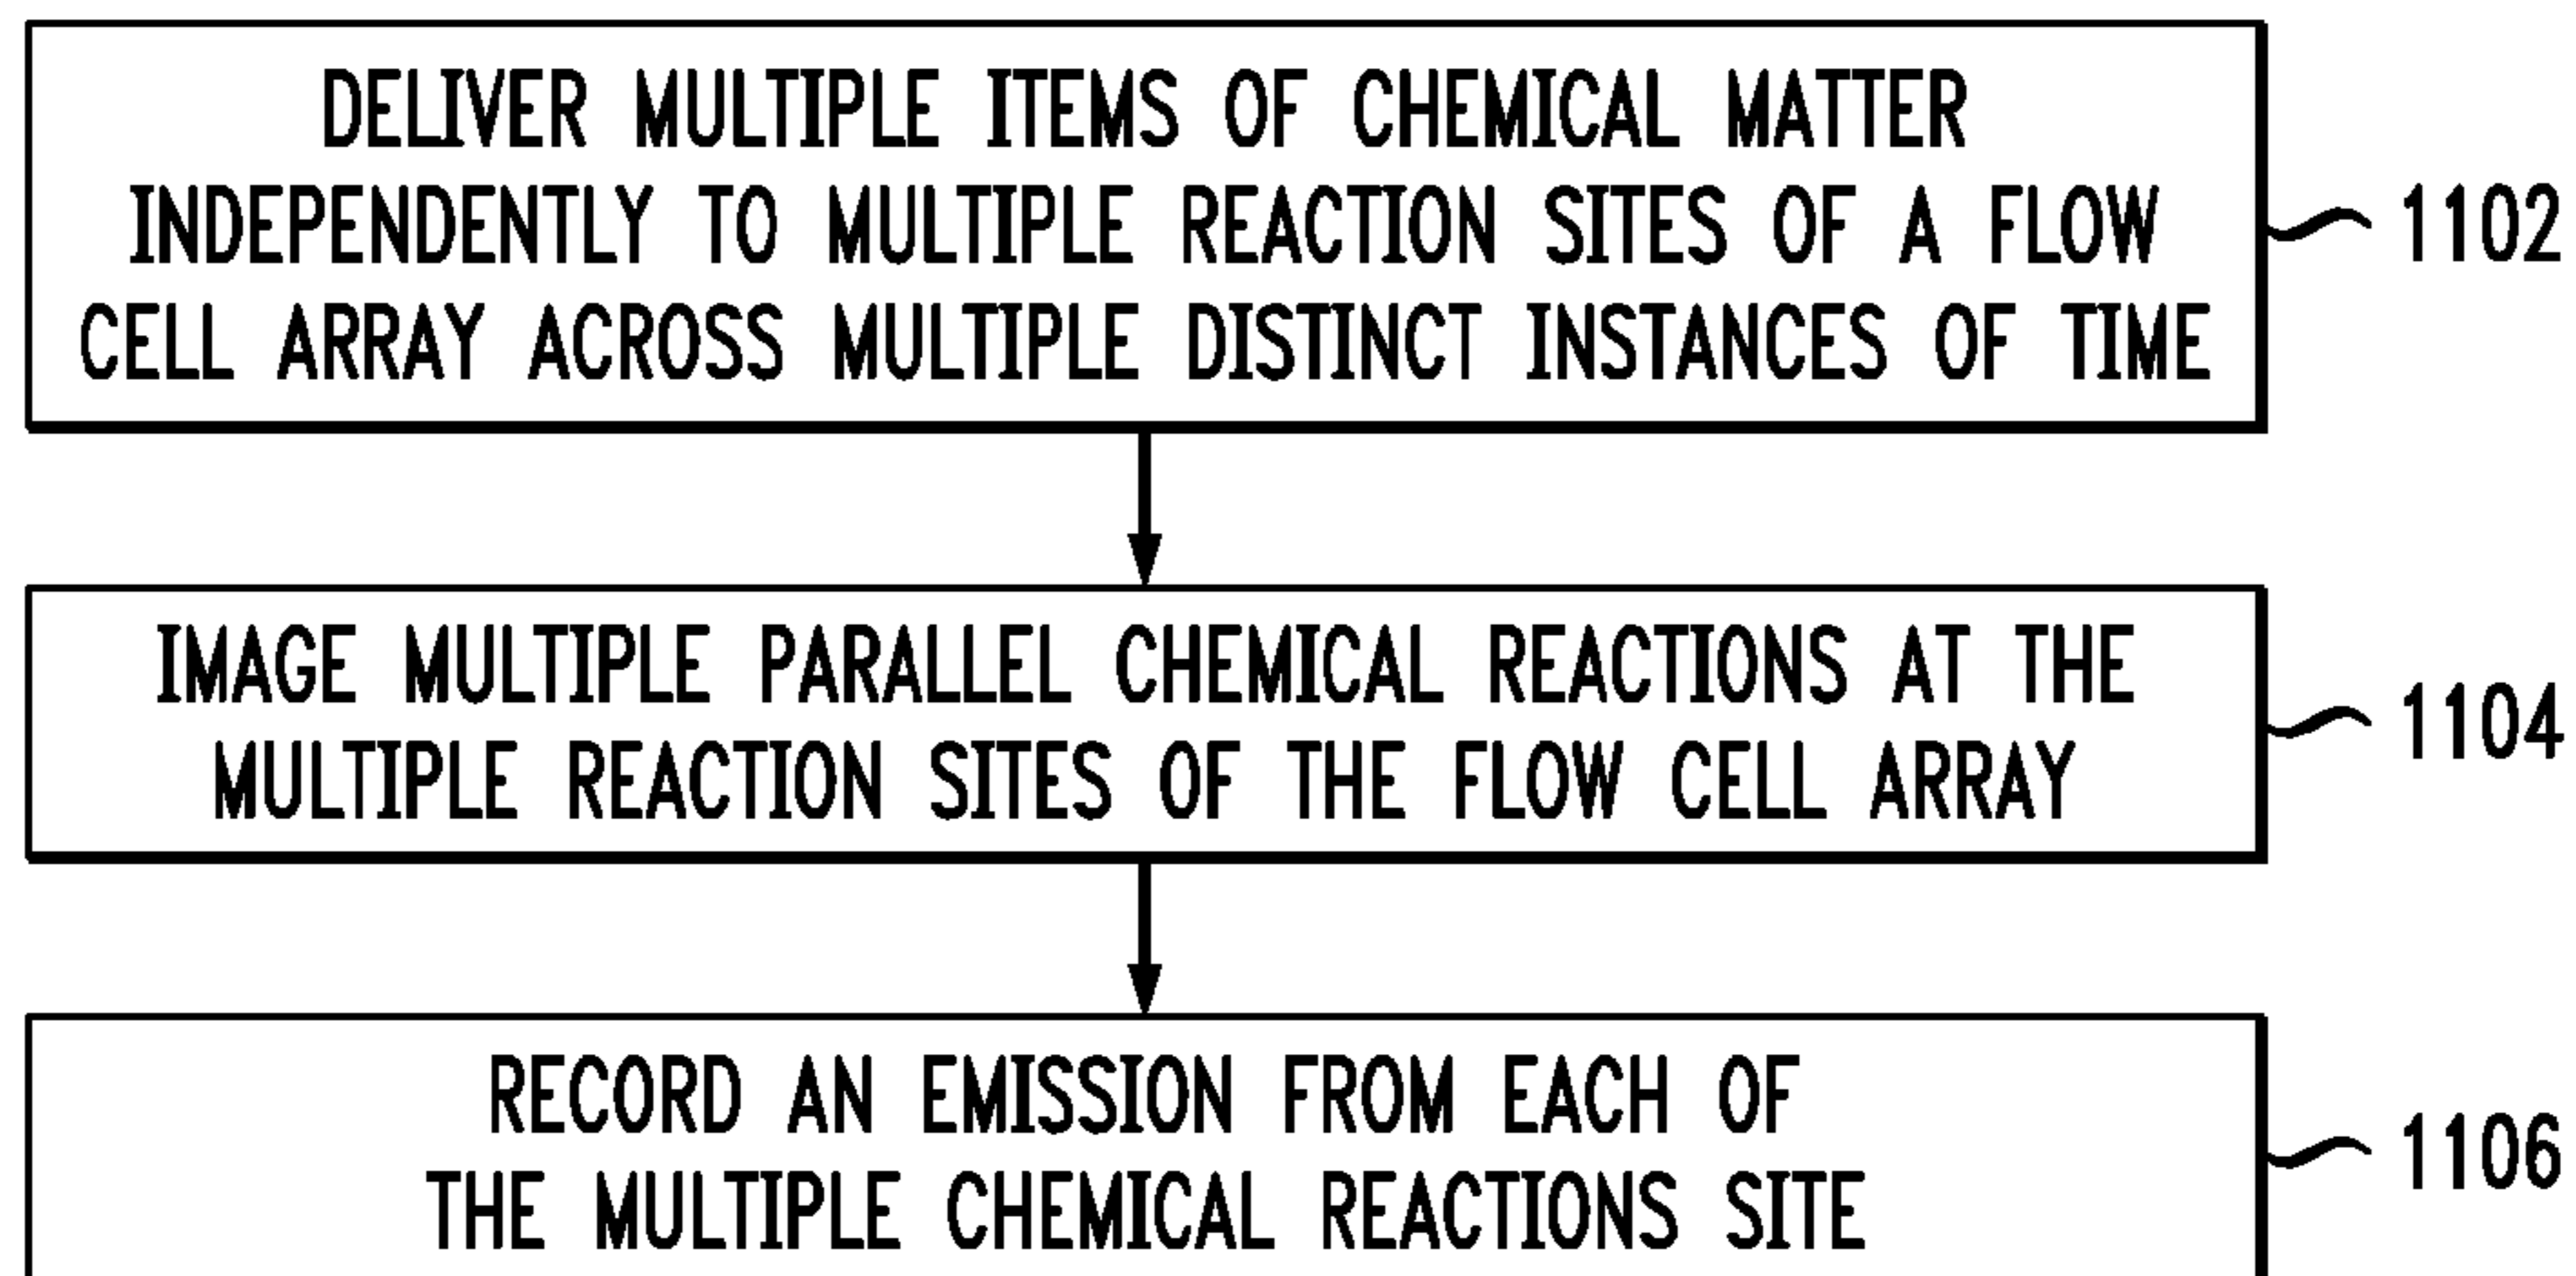 DELIVER MULTIPLE ITEMS OF CHEMICAL MATTER
INDEPENDENTLY TO MULTIPLE REACTION SITES OF A FLOW
CELL ARRAY ACROSS MULTIPLE DISTINCT INSTANCES OF TIME
1102
IMAGE MULTIPLE PARALLEL CHEMICAL REACTIONS AT THE
MULTIPLE REACTION SITES OF THE FLOW CELL ARRAY
1104
RECORD AN EMISSION FROM EACH OF
THE MULTIPLE CHEMICAL REACTIONS SITE
1106